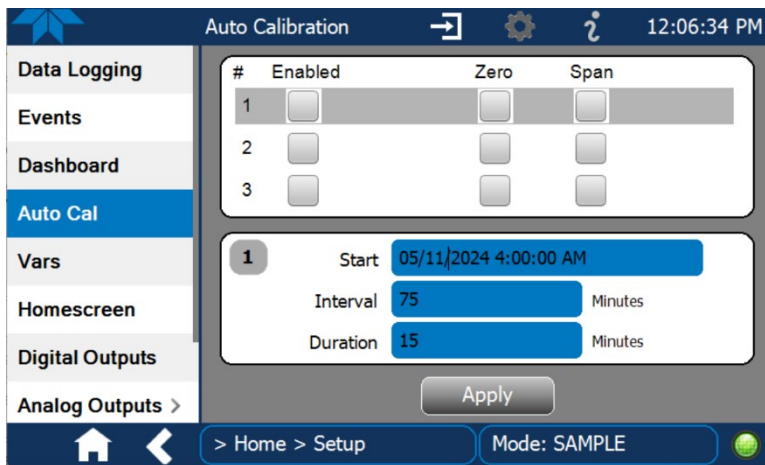 Auto Calibration 12:06:34 PM
Data Logging
Events
Dashboard
Auto Cal
Vars
Homescreen
Digital Outputs
Analog Outputs >
# Enabled Zero Span
1
2
3
1 Start 05/11/2024 4:00:00 AM
Interval 75 Minutes
Duration 15 Minutes
Apply
> Home > Setup Mode: SAMPLE